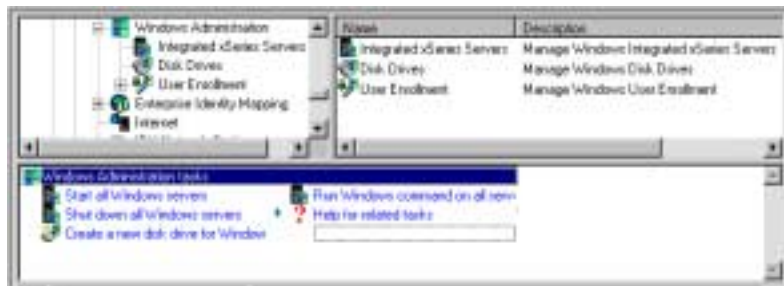 Windows Administration
Integrated xSeries Servers
Disk Drives
User Enrollment
Enterprise Identity Mapping
Internet
Name Description
Integrated xSeries Servers Manage Windows Integrated xSeries Servers
Disk Drives Manage Windows Disk Drives
User Enrollment Manage Windows User Enrollment
Windows Administration tasks
Start all Windows servers
Shut down all Windows servers
Create a new disk drive for Window
Run Windows command on all serv
Help for related tasks